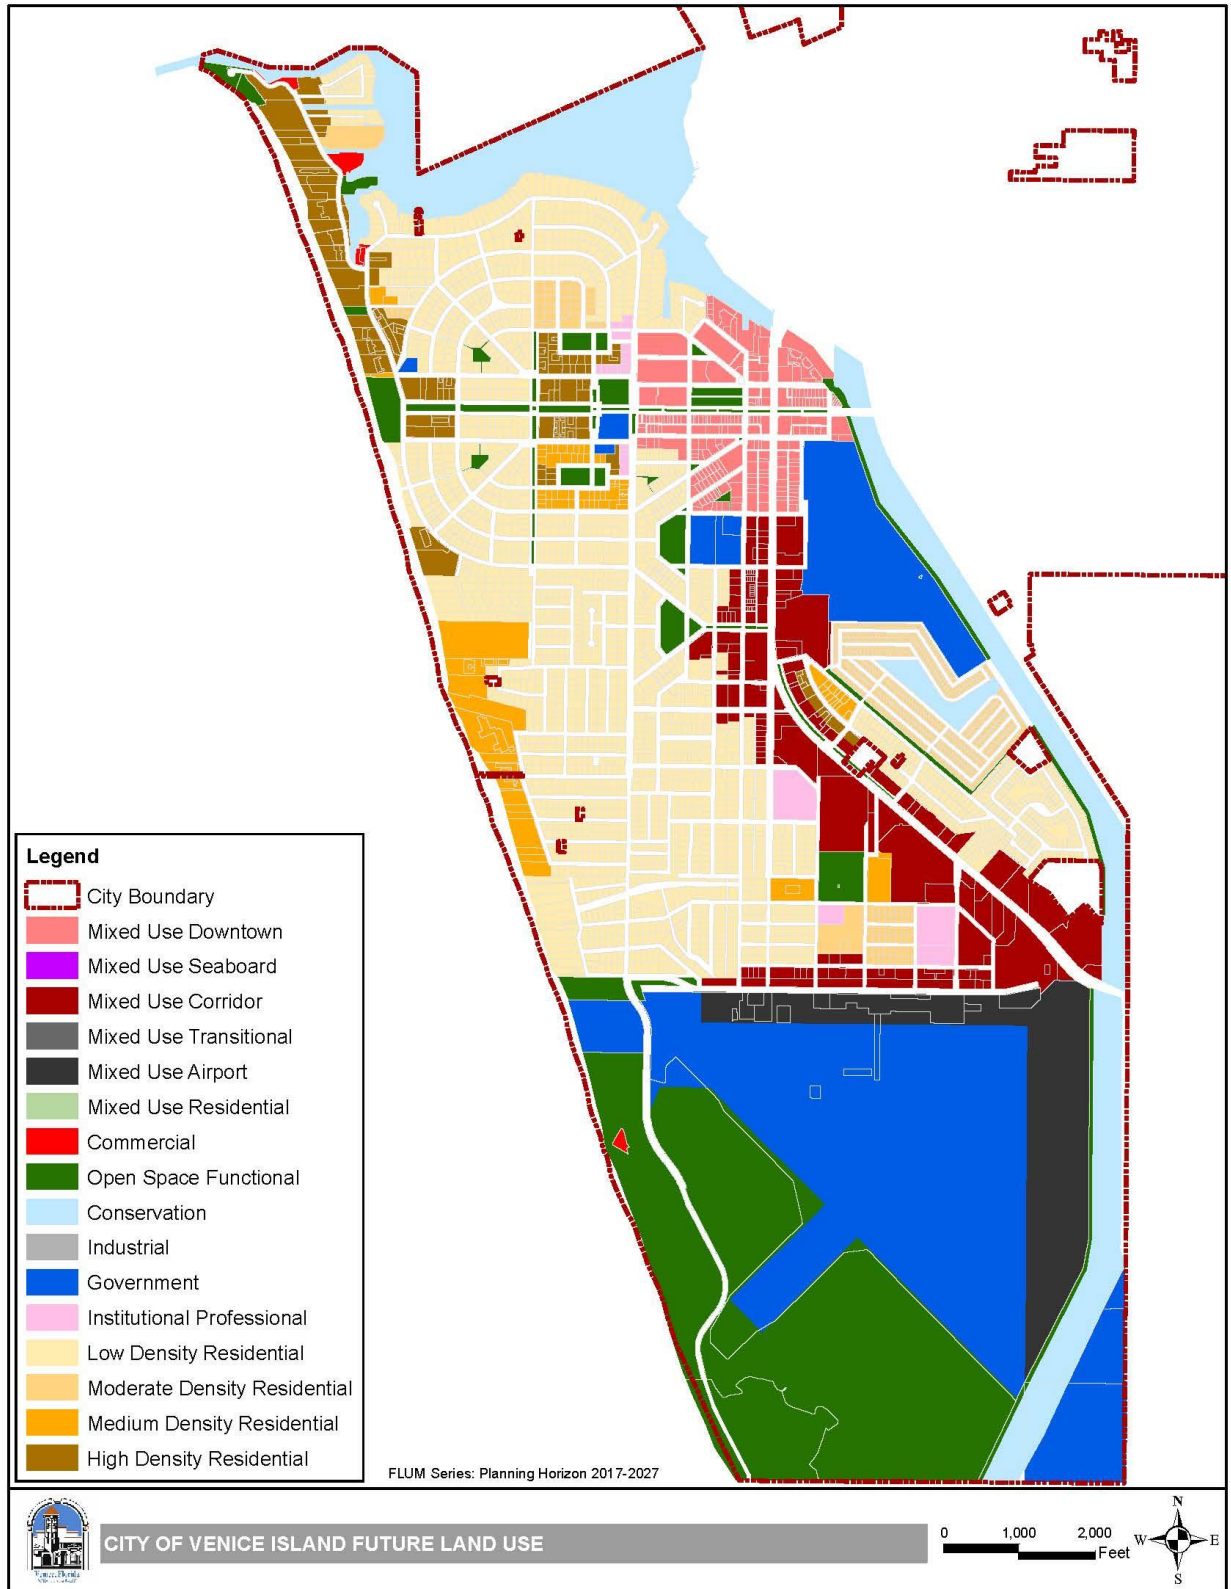 Legend
City Boundary
Mixed Use Downtown
Mixed Use Seaboard
Mixed Use Corridor
Mixed Use Transitional
Mixed Use Airport
Mixed Use Residential
Commercial
Open Space Functional
Conservation
Industrial
Government
Institutional Professional
Low Density Residential
Moderate Density Residential
Medium Density Residential
High Density Residential
FLUM Series: Planning Horizon 2017-2027
Venice, Florida
CITY OF VENICE ISLAND FUTURE LAND USE
0 1,000 2,000
Feet
N
W E
S